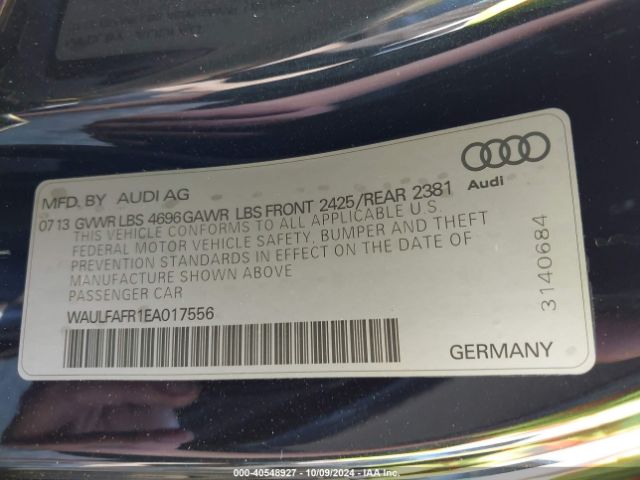 MFD. BY AUDI AG
Audi
07 13 GVWR LBS 4696 GAWR LBS FRONT 2425/REAR 2381
THIS VEHICLE CONFORMS TO ALL APPLICABLE U.S.
FEDERAL MOTOR VEHICLE SAFETY, BUMPER AND THEFT
PREVENTION STANDARDS IN EFFECT ON THE DATE OF
MANUFACTURE SHOWN ABOVE
PASSENGER CAR
WAULFAFR1EA017556
GERMANY
3140684
000-40548927 - 10/09/2024 - IAA Inc.